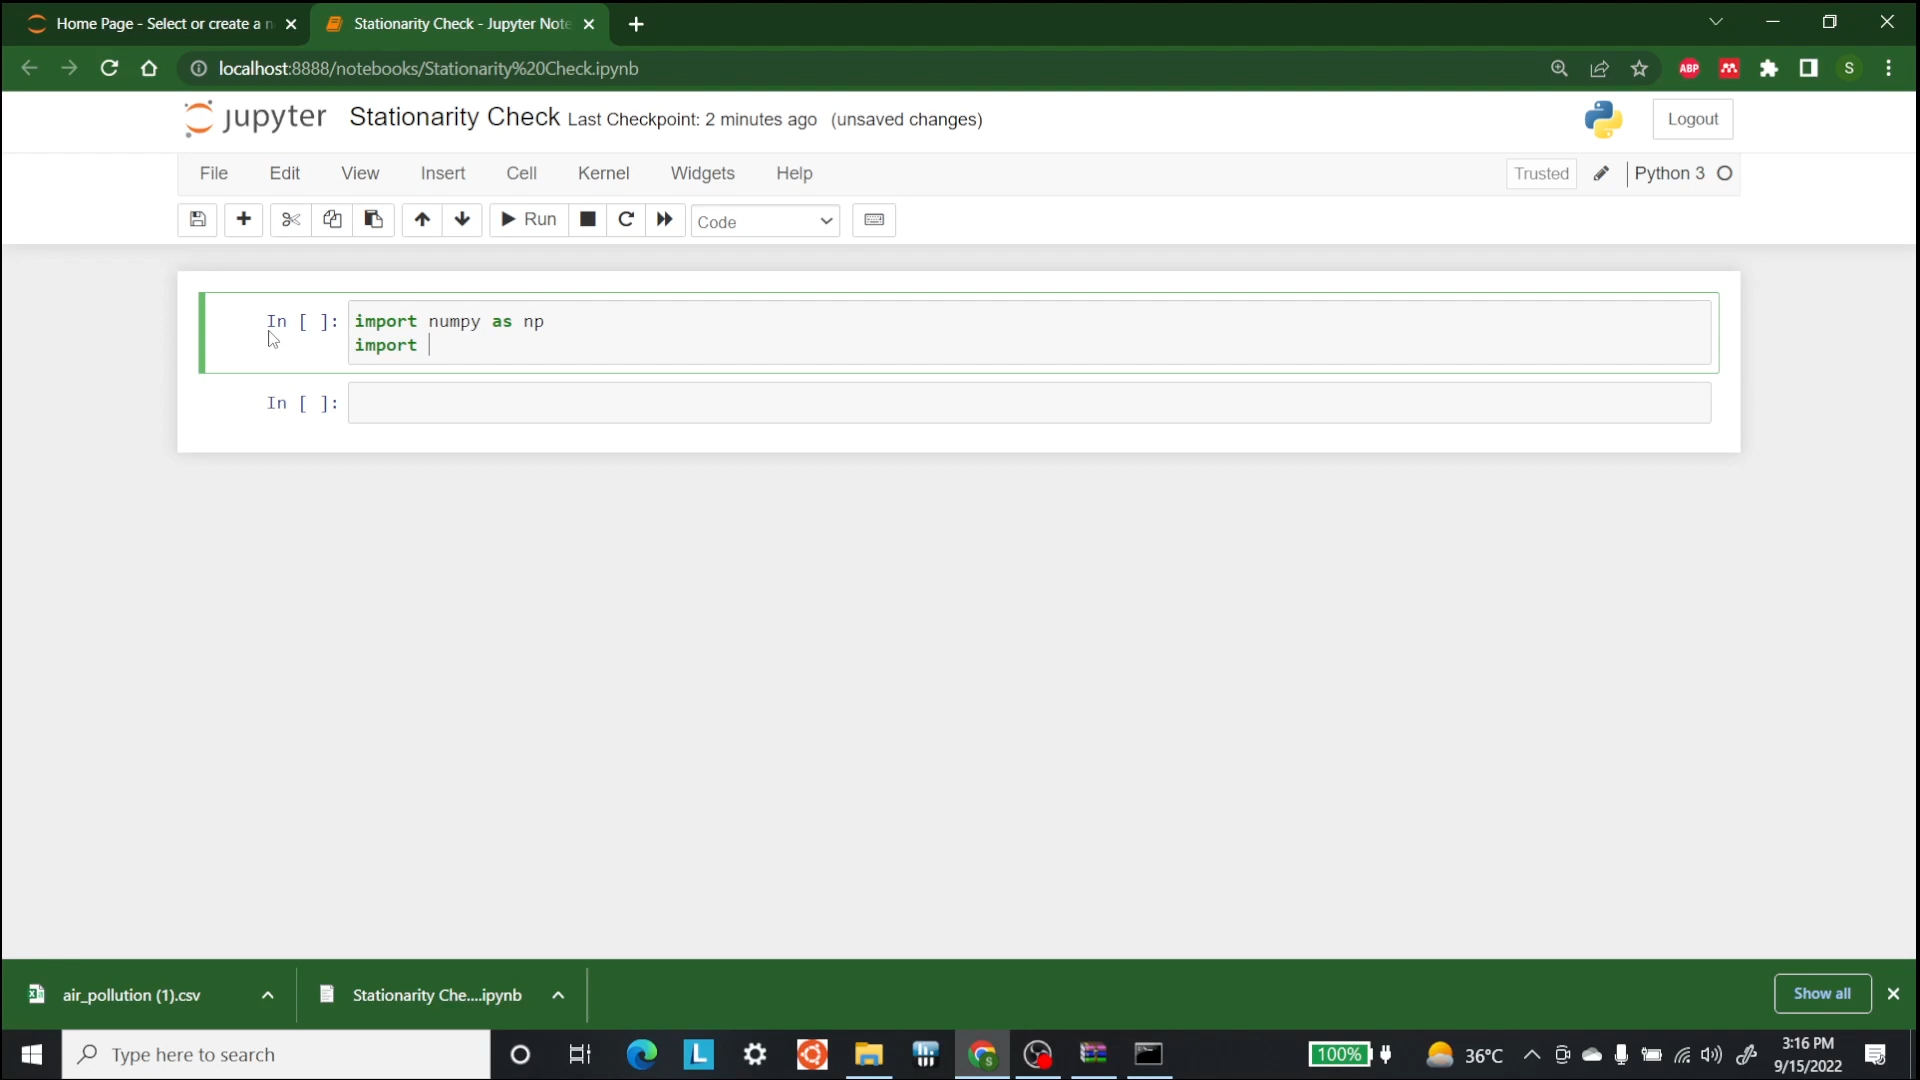 Home Page - Select or create a n
Stationarity Check - Jupyter Note
localhost:8888/notebooks/Stationarity%20Check.ipynb
ABP
S
jupyter Stationarity Check Last Checkpoint: 2 minutes ago (unsaved changes)
Logout
File Edit View Insert Cell Kernel Widgets Help
Trusted
Python 3
Run
Code
In [ ]: import numpy as np
import
In [ ]:
air_pollution (1).csv
Stationarity Che....ipynb
Show all
Type here to search
L
100%
36°C
3:16 PM
9/15/2022